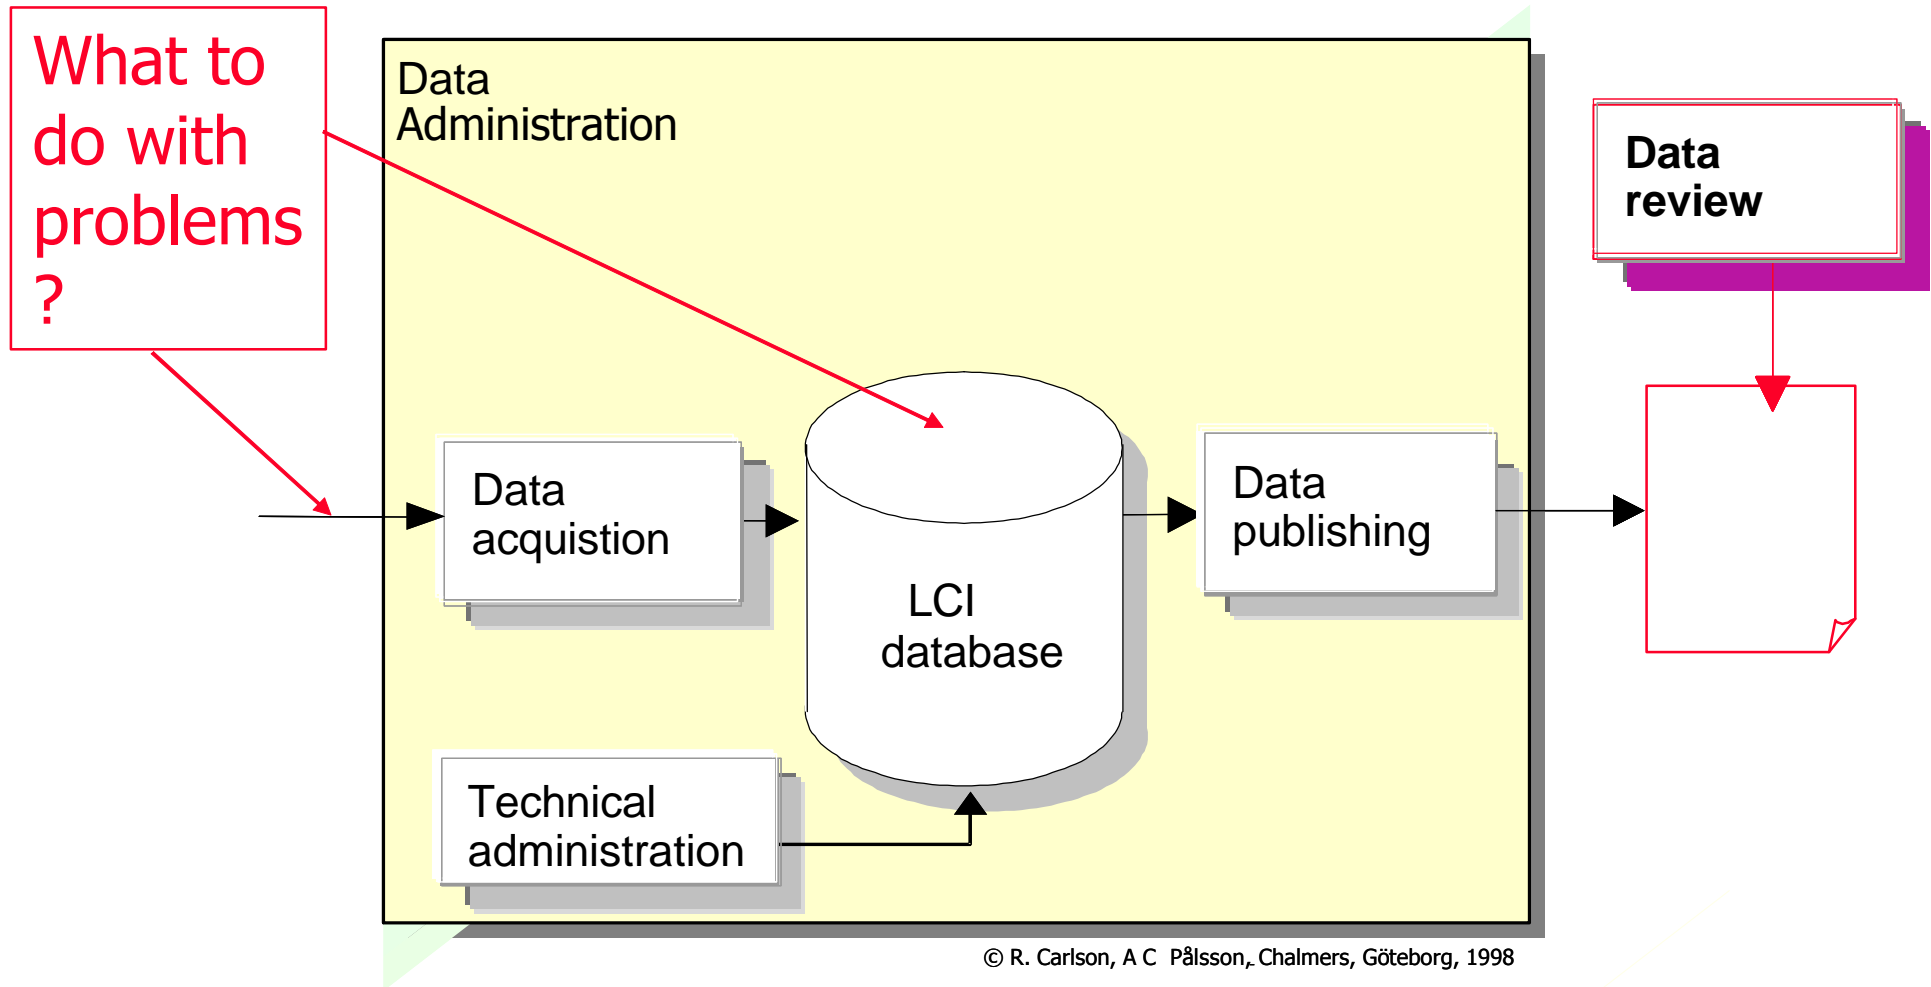 What to
do with
problems
?
Data
Administration
Data
review
Data
acquistion
LCI
database
Data
publishing
Technical
administration
© R. Carlson, A C Pålsson, Chalmers, Göteborg, 1998